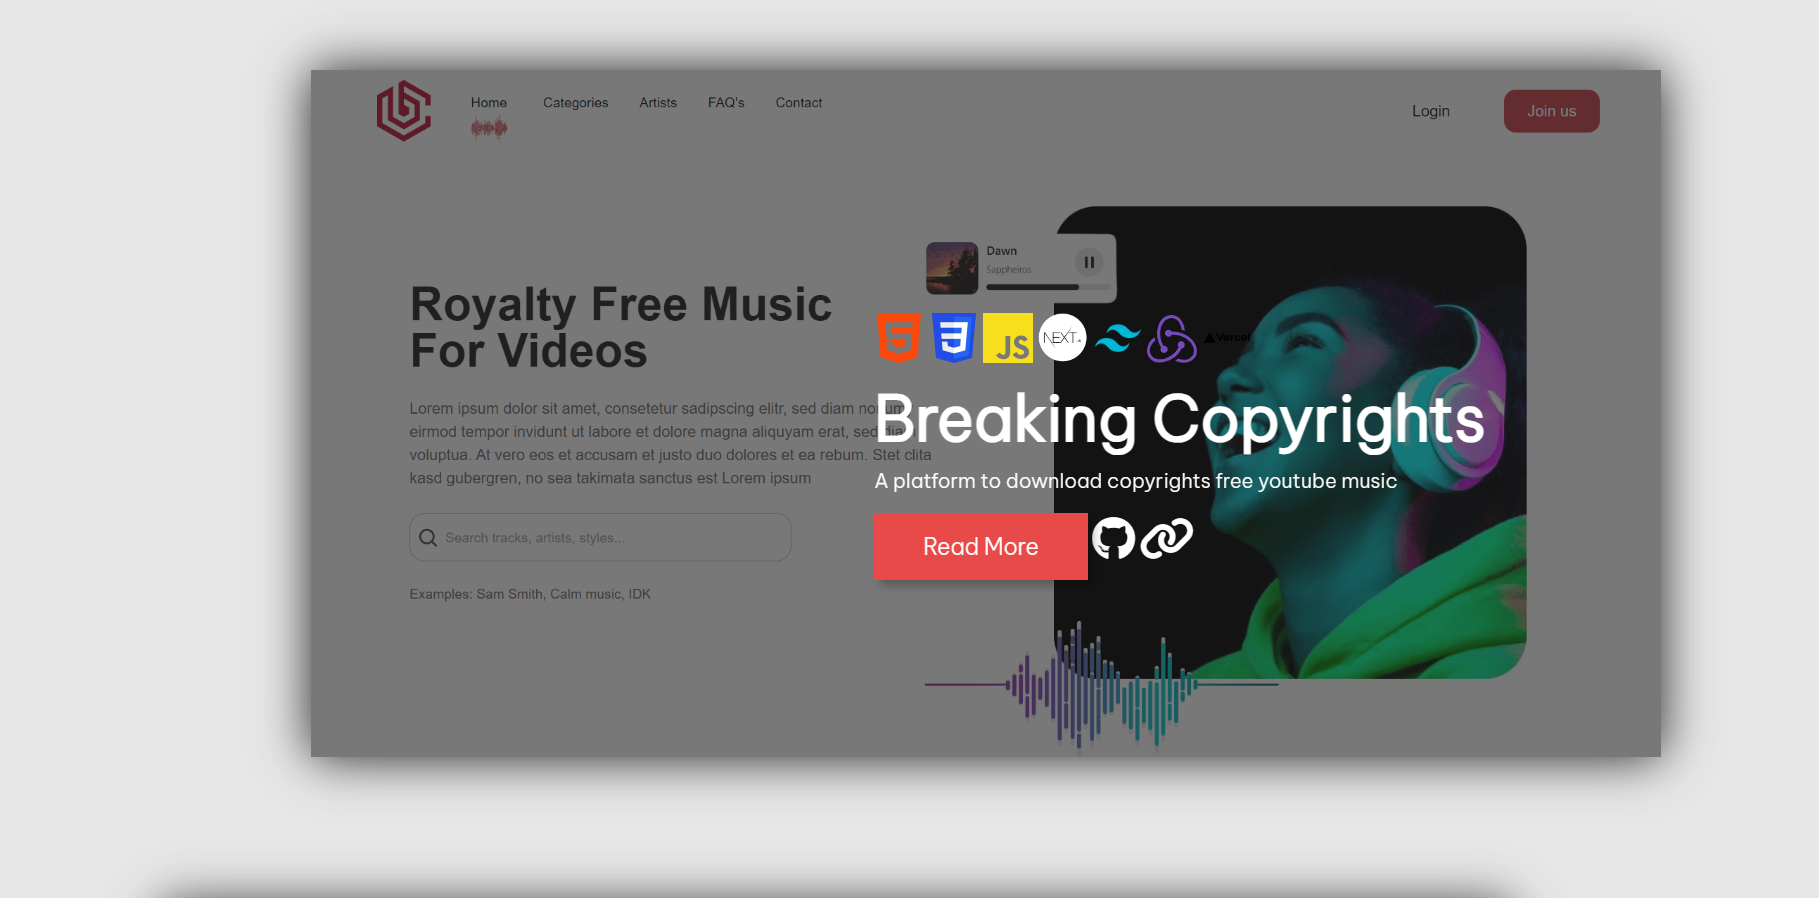 Home Categories Artists FAQ's Contact
Login Join us
Dawn
Sappheiros
Royalty Free Music
For Videos
JS NEXT Vercel
Lorem ipsum dolor sit amet, consetetur sadipscing elitr, sed diam nonum
eirmod tempor invidunt ut labore et dolore magna aliquyam erat, sed diam
voluptua. At vero eos et accusam et justo duo dolores et ea rebum. Stet clita
kasd gubergren, no sea takimata sanctus est Lorem ipsum
Search tracks, artists, styles...
Examples: Sam Smith, Calm music, IDK
Breaking Copyrights
A platform to download copyrights free youtube music
Read More